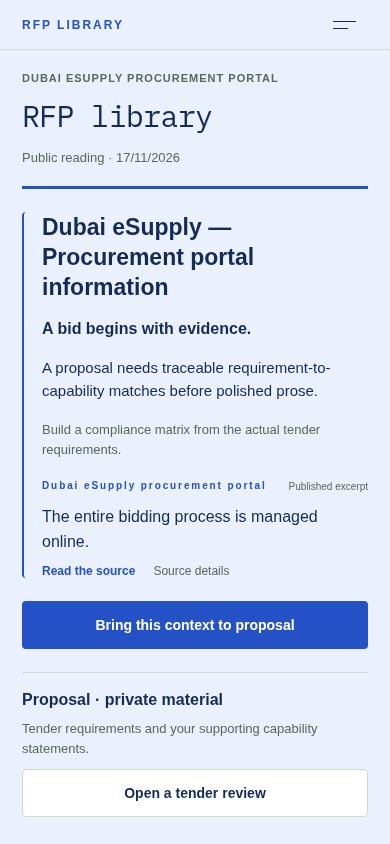 RFP LIBRARY
DUBAI ESUPPLY PROCUREMENT PORTAL
RFP library
Public reading · 17/11/2026
Dubai eSupply —
Procurement portal
information
A bid begins with evidence.
A proposal needs traceable requirement-to-
capability matches before polished prose.
Build a compliance matrix from the actual tender
requirements.
Dubai eSupply procurement portal Published excerpt
The entire bidding process is managed
online.
Read the source Source details
Bring this context to proposal
Proposal · private material
Tender requirements and your supporting capability
statements.
Open a tender review